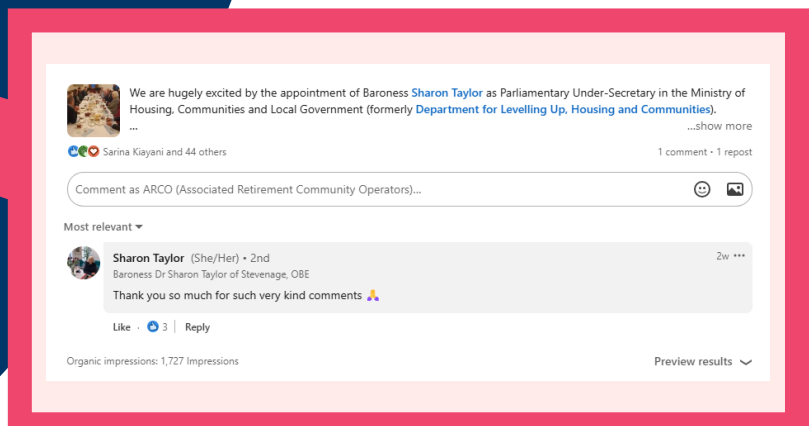 We are hugely excited by the appointment of Baroness Sharon Taylor as Parliamentary Under-Secretary in the Ministry of
Housing, Communities and Local Government (formerly Department for Levelling Up, Housing and Communities).
...
...show more
Sarina Kiayani and 44 others
1 comment • 1 repost
Comment as ARCO (Associated Retirement Community Operators)...
Most relevant
Sharon Taylor (She/Her) • 2nd
2w
Baroness Dr Sharon Taylor of Stevenage, OBE
Thank you so much for such very kind comments 🙏
Like · 3 | Reply
Organic impressions: 1,727 Impressions
Preview results